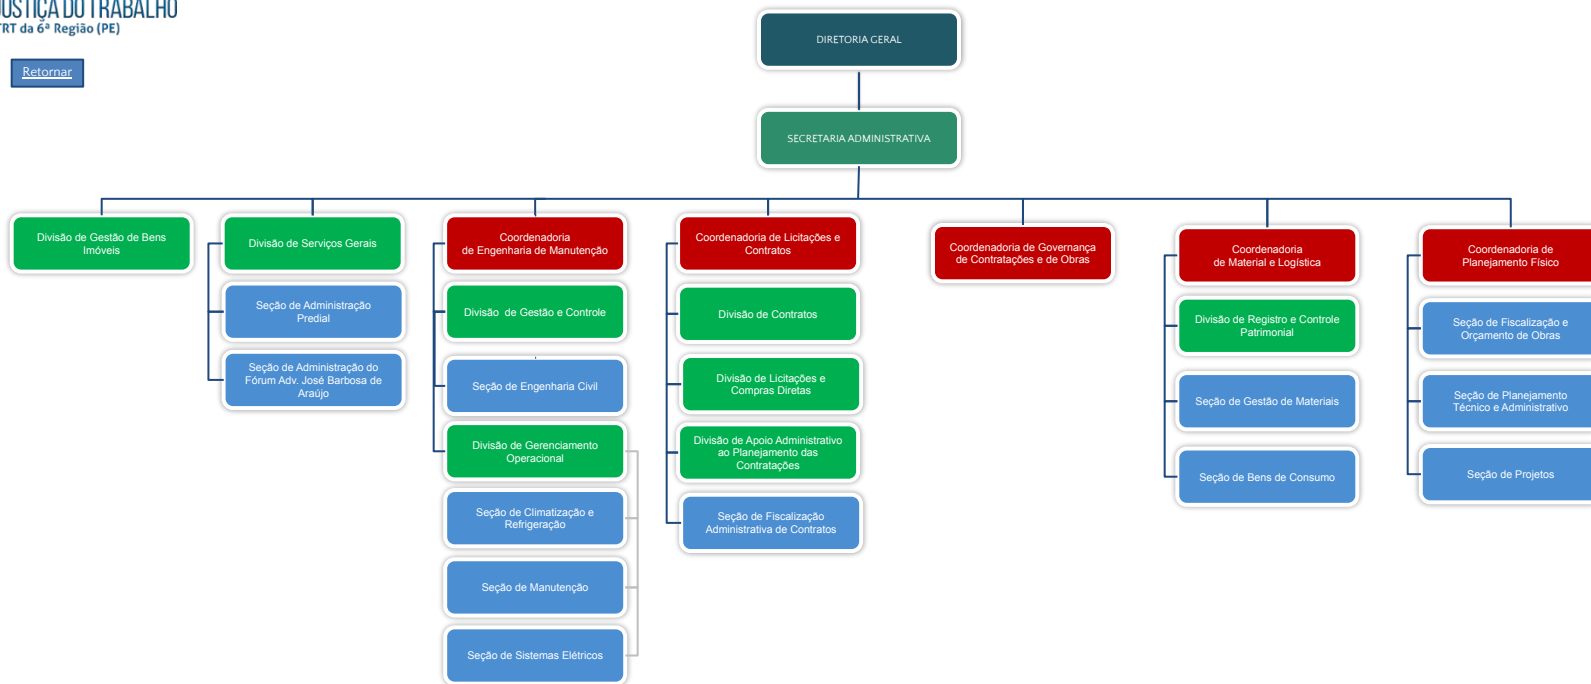 JUSTIÇA DO TRABALHO
TRT da 6ª Região (PE)
Retornar
DIRETORIA GERAL
SECRETARIA ADMINISTRATIVA
Divisão de Gestão de Bens
Imóveis
Divisão de Serviços Gerais
Seção de Administração
Predial
Seção de Administração do
Fórum Adv. José Barbosa de
Araújo
Coordenadoria
de Engenharia de Manutenção
Divisão de Gestão e Controle
Seção de Engenharia Civil
Divisão de Gerenciamento
Operacional
Seção de Climatização e
Refrigeração
Seção de Manutenção
Seção de Sistemas Elétricos
Coordenadoria de Licitações e
Contratos
Divisão de Contratos
Divisão de Licitações e
Compras Diretas
Divisão de Apoio Administrativo
ao Planejamento das
Contratações
Seção de Fiscalização
Administrativa de Contratos
Coordenadoria de Governança
de Contratações e de Obras
Coordenadoria
de Material e Logística
Divisão de Registro e Controle
Patrimonial
Seção de Gestão de Materiais
Seção de Bens de Consumo
Coordenadoria de
Planejamento Físico
Seção de Fiscalização e
Orçamento de Obras
Seção de Planejamento
Técnico e Administrativo
Seção de Projetos